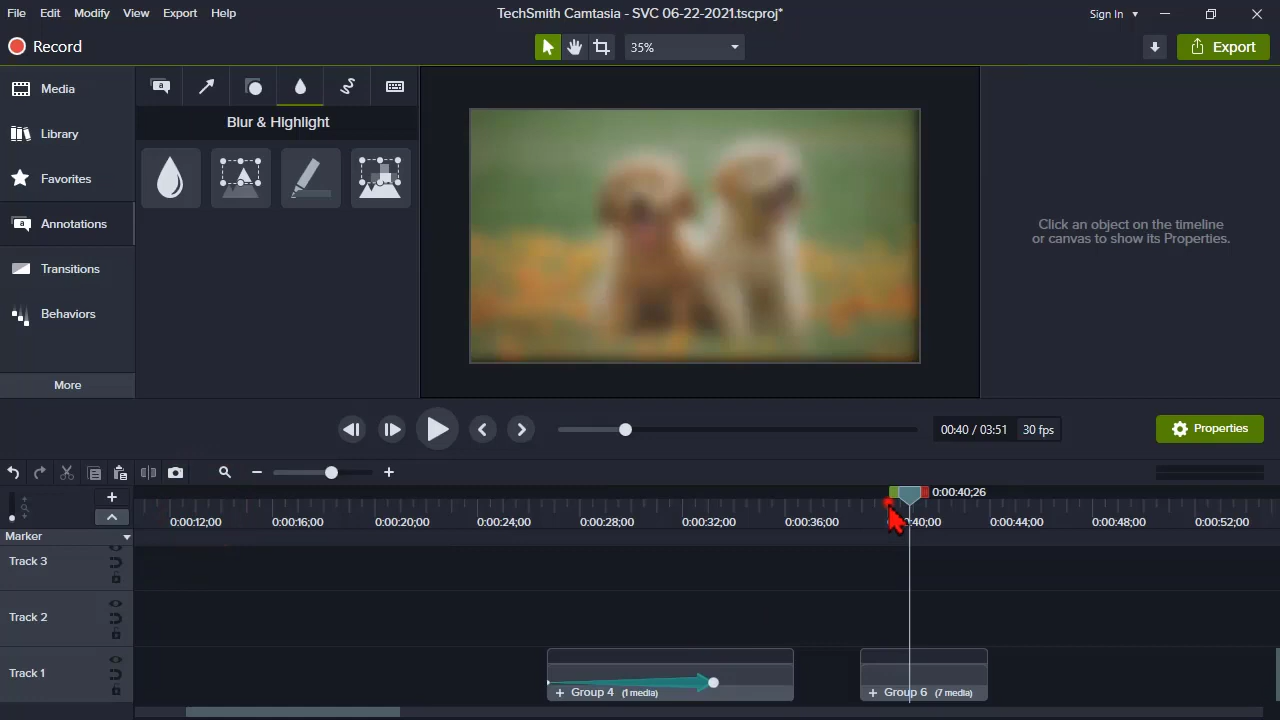 File Edit Modify View Export Help
TechSmith Camtasia - SVC 06-22-2021.tscproj*
Sign In
Record
35%
Export
Media
Library
Favorites
Annotations
Transitions
Behaviors
More
a
Blur & Highlight
Click an object on the timeline
or canvas to show its Properties.
00:40 / 03:51 30 fps
Properties
0:00:40;26
0:00:12;00 0:00:16;00 0:00:20;00 0:00:24;00 0:00:28;00 0:00:32;00 0:00:36;00 :40;00 0:00:44;00 0:00:48;00 0:00:52;00
Marker
Track 3
Track 2
Track 1
+ Group 4 (1 media)
+ Group 6 (7 media)